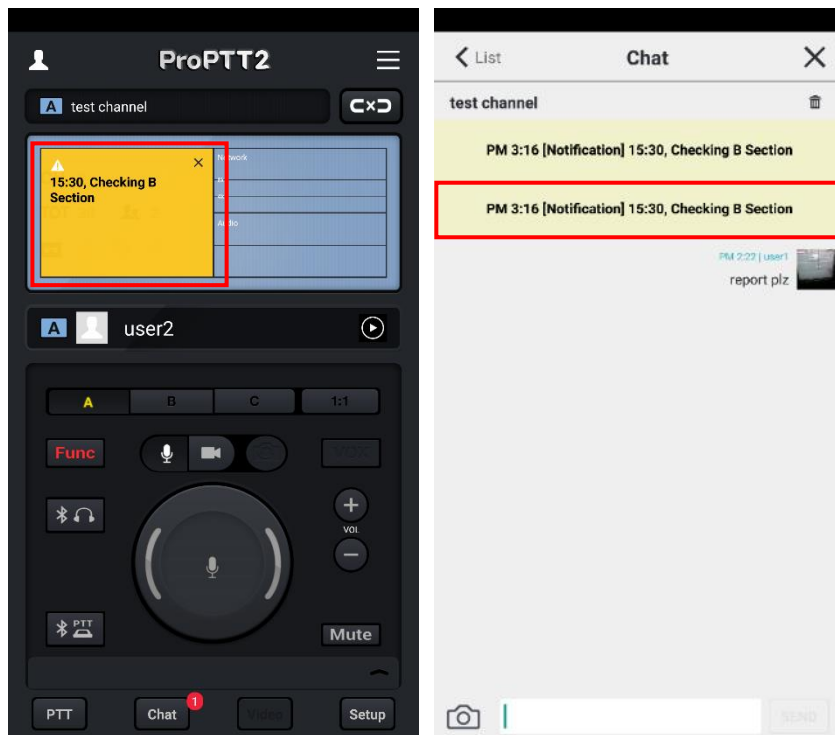 ProPTT2
A test channel
15:30, Checking B
Section
Network
Audio
A user2
A B C 1:1
Func
VOX
VOL
PTT
Mute
PTT Chat 1 Video Setup
List Chat
test channel
PM 3:16 [Notification] 15:30, Checking B Section
PM 3:16 [Notification] 15:30, Checking B Section
PM 2:22 | user1
report plz
SEND